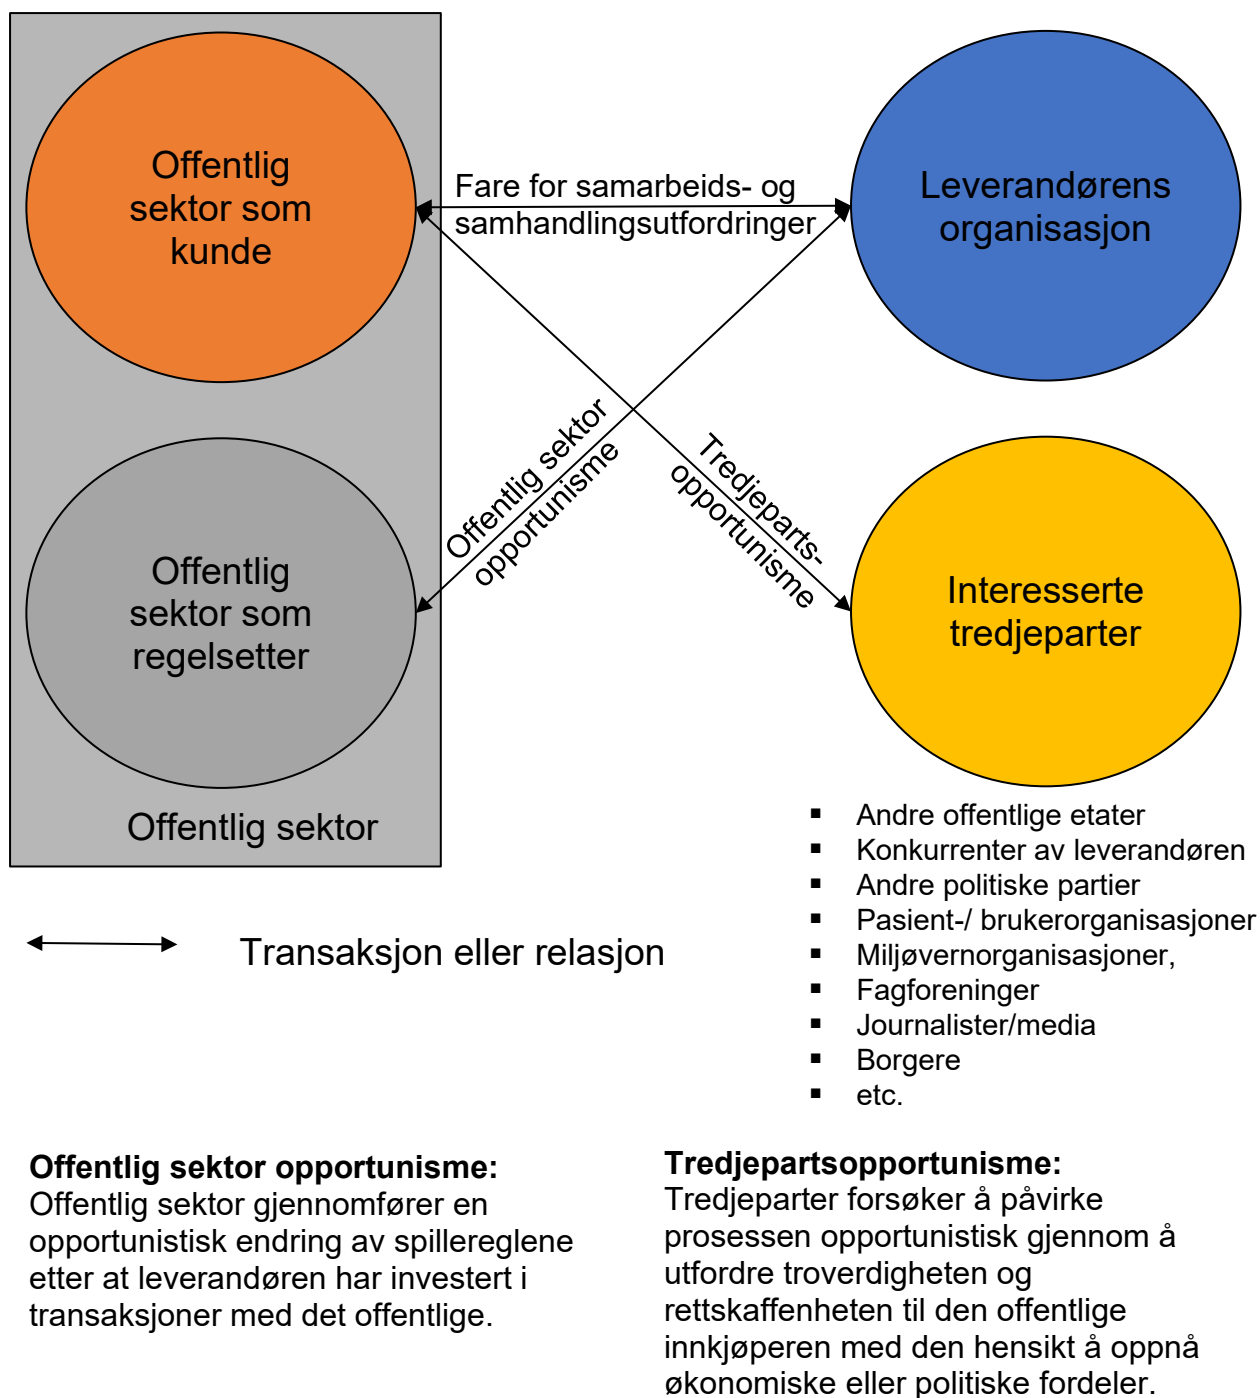 Offentlig
sektor som
kunde
Fare for samarbeids- og
samhandlingsutfordringer
Leverandørens
organisasjon
Offentlig sektor
opportunisme
Tredjeparts-
opportunisme
Offentlig
sektor som
regelsetter
Interesserte
tredjeparter
Offentlig sektor
Transaksjon eller relasjon
▪ Andre offentlige etater
▪ Konkurrenter av leverandøren
▪ Andre politiske partier
▪ Pasient-/ brukerorganisasjoner
▪ Miljøvernorganisasjoner,
▪ Fagforeninger
▪ Journalister/media
▪ Borgere
▪ etc.
Offentlig sektor opportunisme:
Offentlig sektor gjennomfører en
opportunistisk endring av spillereglene
etter at leverandøren har investert i
transaksjoner med det offentlige.
Tredjepartsopportunisme:
Tredjeparter forsøker å påvirke
prosessen opportunistisk gjennom å
utfordre troverdigheten og
rettskaffenheten til den offentlige
innkjøperen med den hensikt å oppnå
økonomiske eller politiske fordeler.